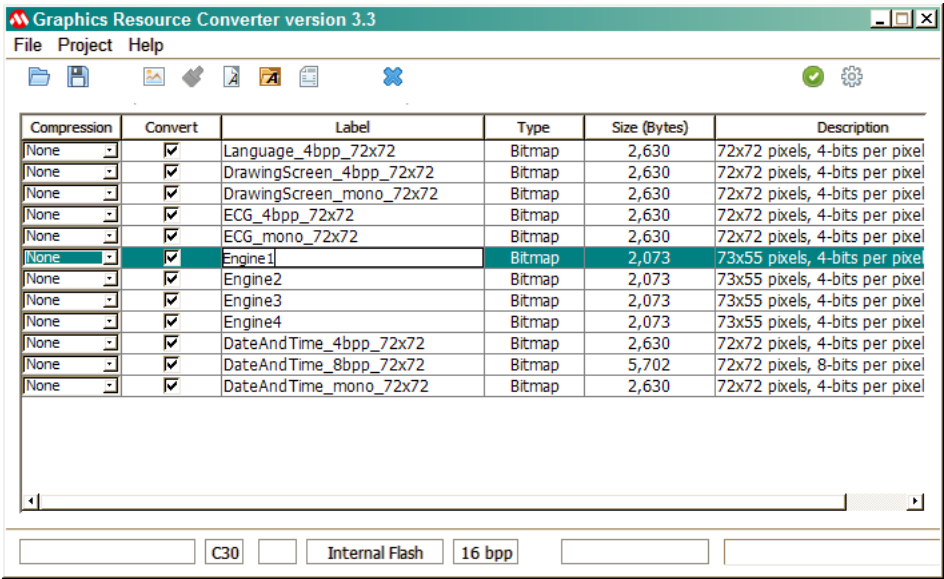 Graphics Resource Converter version 3.3
File Project Help
Compression Convert Label Type Size (Bytes) Description
None Language_4bpp_72x72 Bitmap 2,630 72x72 pixels, 4-bits per pixel
None DrawingScreen_4bpp_72x72 Bitmap 2,630 72x72 pixels, 4-bits per pixel
None DrawingScreen_mono_72x72 Bitmap 2,630 72x72 pixels, 4-bits per pixel
None ECG_4bpp_72x72 Bitmap 2,630 72x72 pixels, 4-bits per pixel
None ECG_mono_72x72 Bitmap 2,630 72x72 pixels, 4-bits per pixel
None Engine1 Bitmap 2,073 73x55 pixels, 4-bits per pixel
None Engine2 Bitmap 2,073 73x55 pixels, 4-bits per pixel
None Engine3 Bitmap 2,073 73x55 pixels, 4-bits per pixel
None Engine4 Bitmap 2,073 73x55 pixels, 4-bits per pixel
None DateAndTime_4bpp_72x72 Bitmap 2,630 72x72 pixels, 4-bits per pixel
None DateAndTime_8bpp_72x72 Bitmap 5,702 72x72 pixels, 8-bits per pixel
None DateAndTime_mono_72x72 Bitmap 2,630 72x72 pixels, 4-bits per pixel
C30 Internal Flash 16 bpp